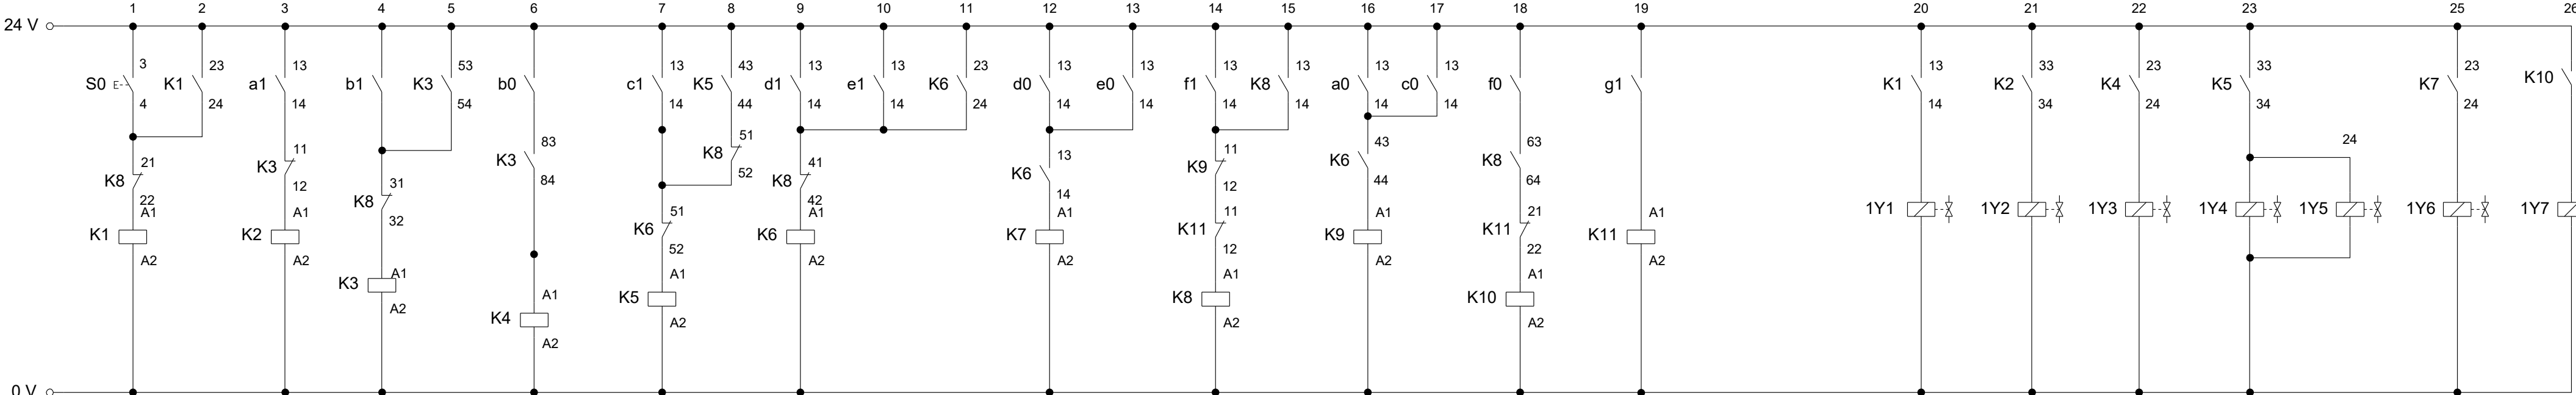 1 2 3 4 5 6 7 8 9 10 11 12 13 14 15 16 17 18 19 20 21 22 23 25 26
24 V
3 23 13 53 13 43 13 13 23 13 13 13 13 13 13 13 33 23 33 23
S0 E K1 a1 b1 K3 b0 c1 K5 d1 e1 K6 d0 e0 f1 K8 a0 c0 f0 g1 K1 K2 K4 K5 K7 K10
4 24 14 54 14 44 14 14 24 14 14 14 14 14 14 14 34 24 34 24
11 83 51 13 11 43 63 24
K3 K3 K8 K6 K9 K6 K8
12 84 52 14 12 44 64
21 31 41
K8 K8 K8
22 32 42
51 11 21
K6 K11 K11
52 12 22
1Y1 1Y2 1Y3 1Y4 1Y5 1Y6 1Y7
A1 A1 A1 A1 A1 A1
K1 K2 K6 K7 K9 K11
A2 A2 A2 A2 A2 A2
A1 A1 A1 A1
K3 K5 K8 K10
A2 A2 A2 A2
A1
K4
A2
0 V